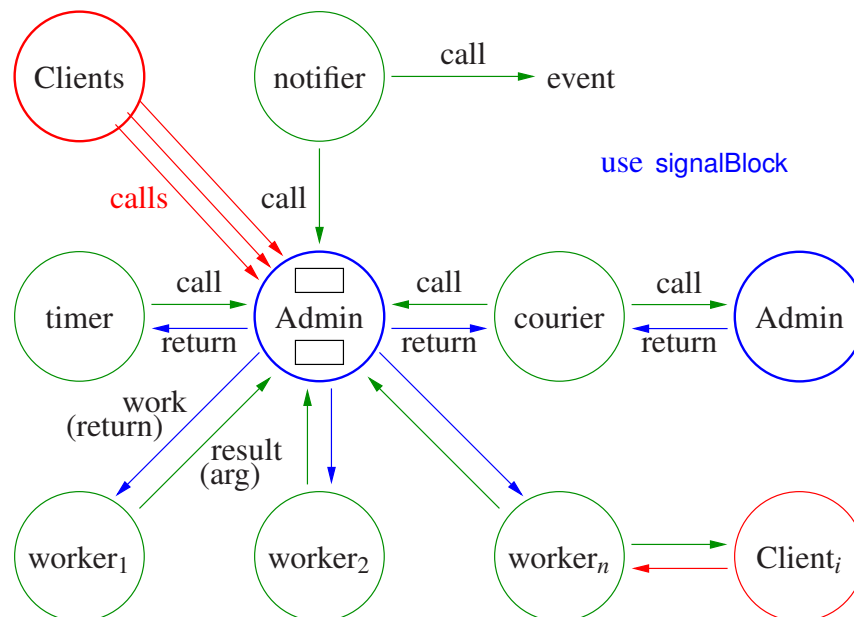 Clients
notifier
call
event
use signalBlock
calls
call
timer
call
return
Admin
call
return
courier
call
return
Admin
work
(return)
result
(arg)
worker₁
worker₂
workerₙ
Clientᵢ